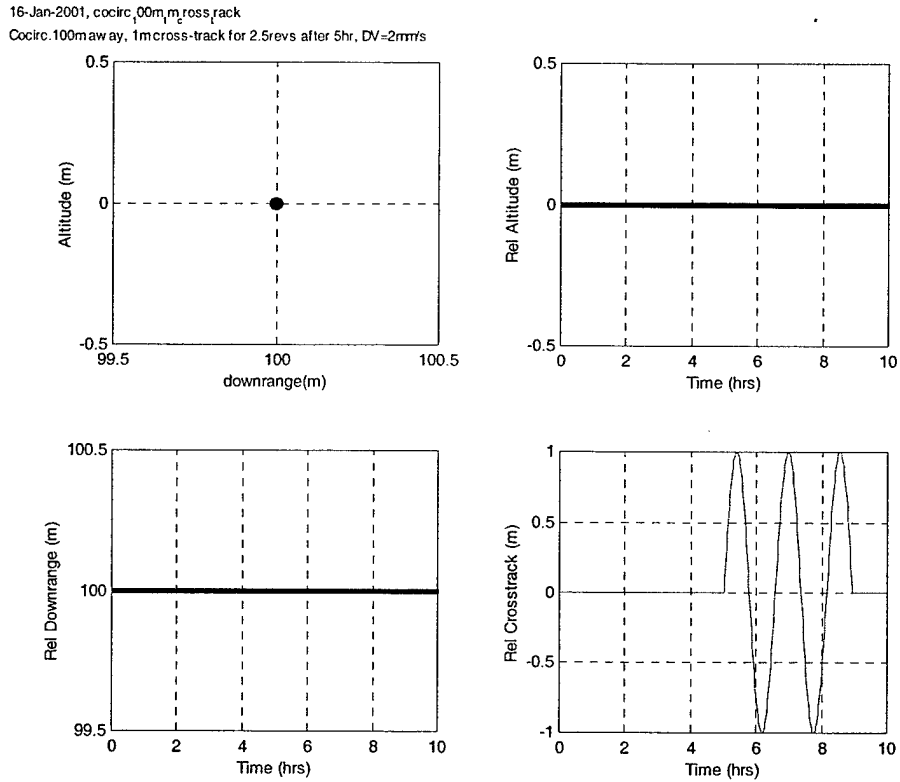 16-Jan-2001, cocirc100m1mcrosstrack
Cocirc.100m away, 1m cross-track for 2.5revs after 5hr, DV=2mm/s
0.5
0
-0.5
Altitude (m)
99.5 100 100.5
downrange(m)
0.5
0
-0.5
Rel Altitude (m)
0 2 4 6 8 10
Time (hrs)
100.5
100
99.5
Rel Downrange (m)
0 2 4 6 8 10
Time (hrs)
1
0.5
0
-0.5
-1
Rel Crosstrack (m)
0 2 4 6 8 10
Time (hrs)